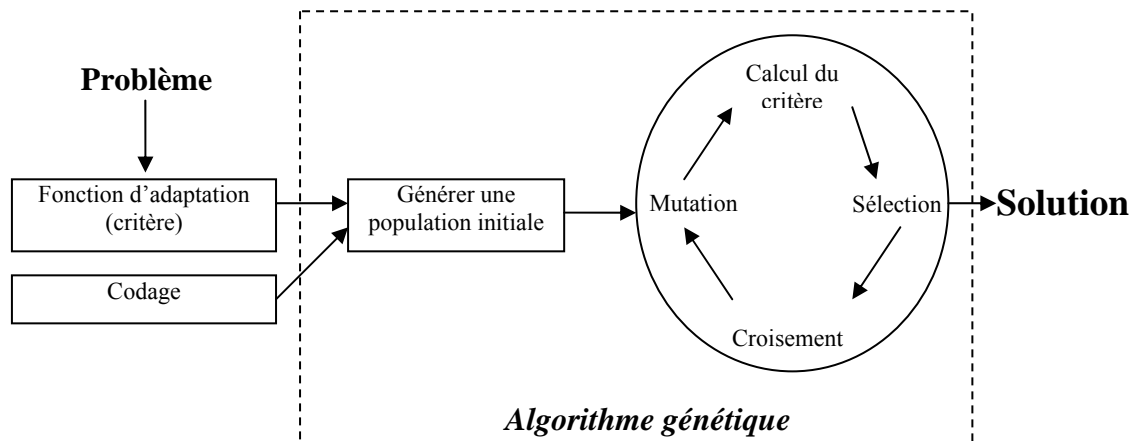 Problème
Fonction d’adaptation
(critère)
Codage
Générer une
population initiale
Calcul du
critère
Mutation
Sélection
Croisement
Solution
Algorithme génétique